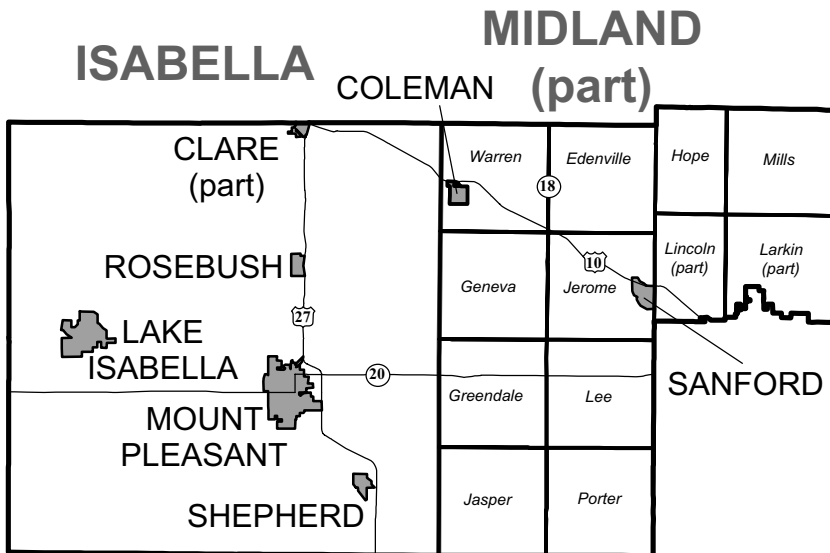 ISABELLA
MIDLAND
(part)
COLEMAN
CLARE
(part)
Warren
Edenville
Hope
Mills
18
ROSEBUSH
Lincoln
(part)
Larkin
(part)
10
Geneva
Jerome
27
LAKE
ISABELLA
20
SANFORD
MOUNT
PLEASANT
Greendale
Lee
SHEPHERD
Jasper
Porter